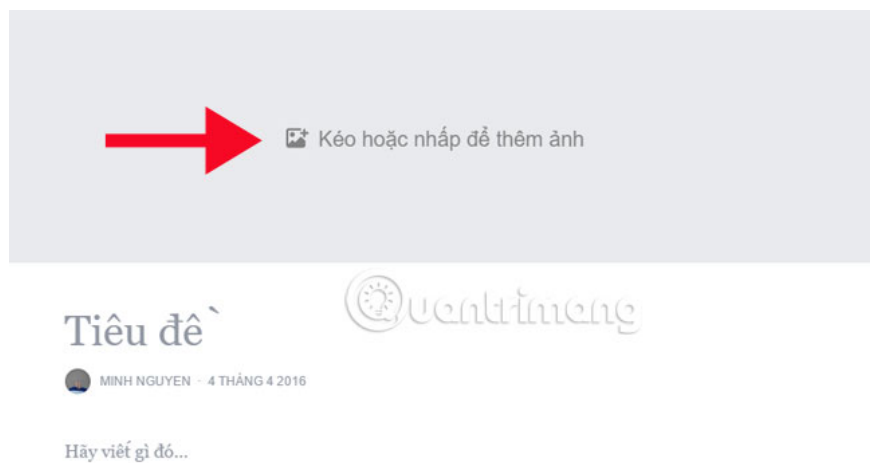 Kéo hoặc nhấp để thêm ảnh
Quantrimang
Tiêu đề
MINH NGUYEN · 4 THÁNG 4 2016
Hãy viết gì đó...